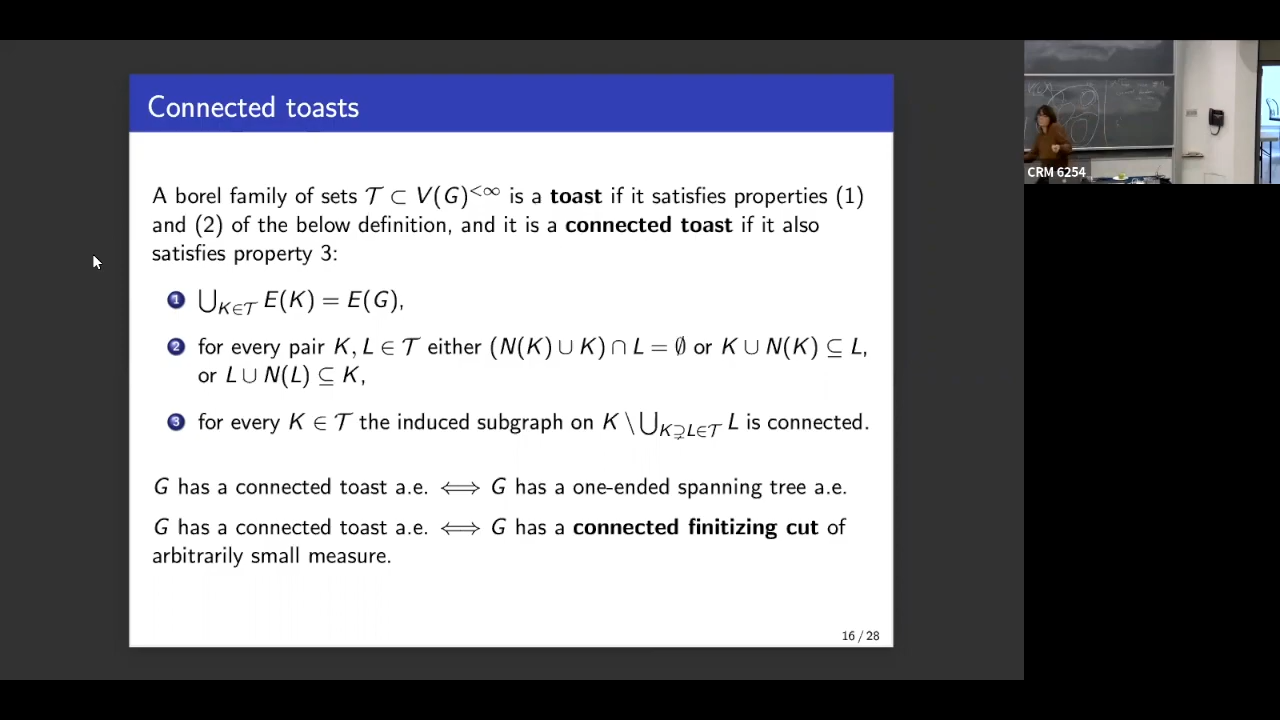 Connected toasts
A borel family of sets 𝒯 ⊂ V(G)^{<∞} is a toast if it satisfies properties (1)
and (2) of the below definition, and it is a connected toast if it also
satisfies property 3:
1 ⋃_{K∈𝒯} E(K) = E(G),
2 for every pair K, L ∈ 𝒯 either (N(K) ∪ K) ∩ L = ∅ or K ∪ N(K) ⊆ L,
or L ∪ N(L) ⊆ K,
3 for every K ∈ 𝒯 the induced subgraph on K \ ⋃_{K⊋L∈𝒯} L is connected.
G has a connected toast a.e. ⟺ G has a one-ended spanning tree a.e.
G has a connected toast a.e. ⟺ G has a connected finitizing cut of
arbitrarily small measure.
16 / 28
CRM 6254